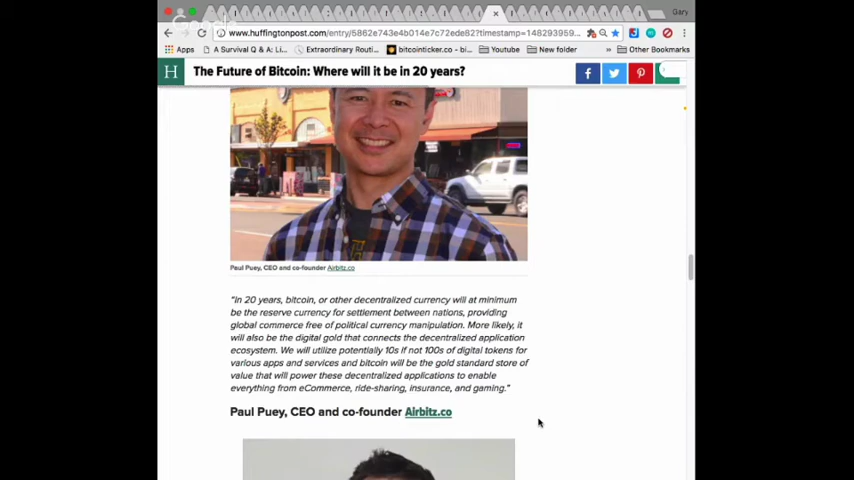 Google
Gary
www.huffingtonpost.com/entry/5862e743e4b014e7c72ede82?timestamp=148293959...
Apps A Survival Q & A: Li... Extraordinary Routi... bitcointicker.co - bi... Youtube New folder » Other Bookmarks
H The Future of Bitcoin: Where will it be in 20 years?
Paul Puey, CEO and co-founder Airbitz.co
"In 20 years, bitcoin, or other decentralized currency will at minimum
be the reserve currency for settlement between nations, providing
global commerce free of political currency manipulation. More likely, it
will also be the digital gold that connects the decentralized application
ecosystem. We will utilize potentially 10s if not 100s of digital tokens for
various apps and services and bitcoin will be the gold standard store of
value that will power these decentralized applications to enable
everything from eCommerce, ride-sharing, insurance, and gaming."
Paul Puey, CEO and co-founder Airbitz.co